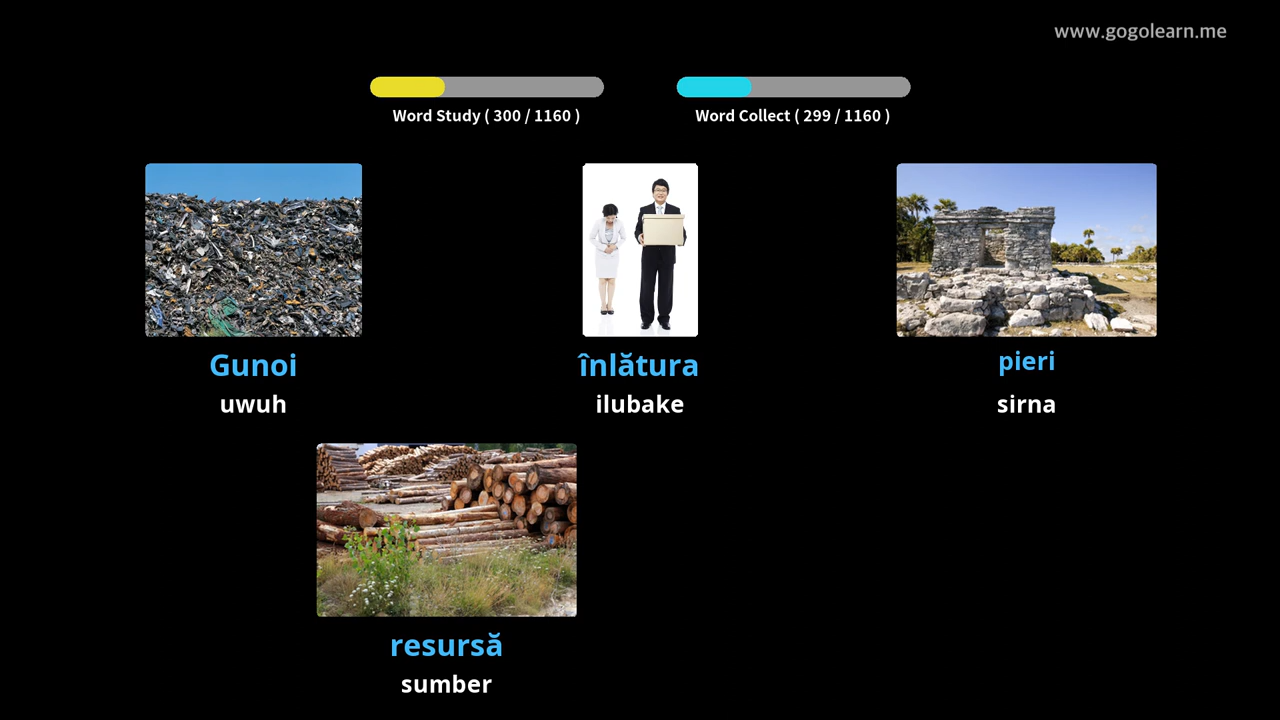 www.gogolearn.me
Word Study ( 300 / 1160 )
Word Collect ( 299 / 1160 )
Gunoi
uwuh
înlătura
ilubake
pieri
sirna
resursă
sumber